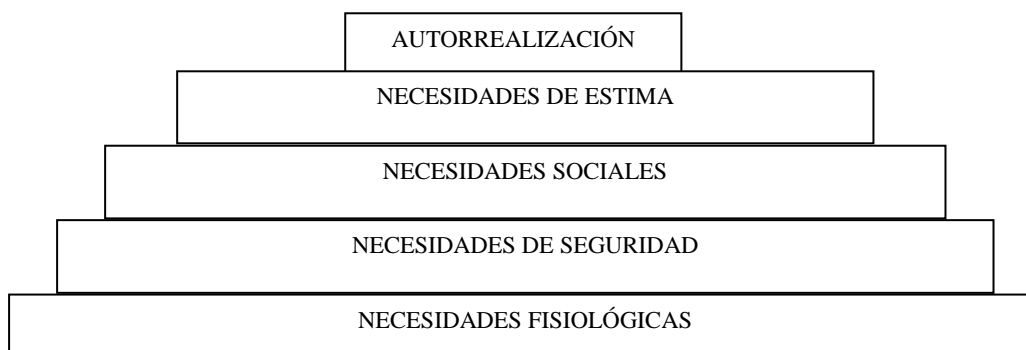 AUTORREALIZACIÓN
NECESIDADES DE ESTIMA
NECESIDADES SOCIALES
NECESIDADES DE SEGURIDAD
NECESIDADES FISIOLÓGICAS